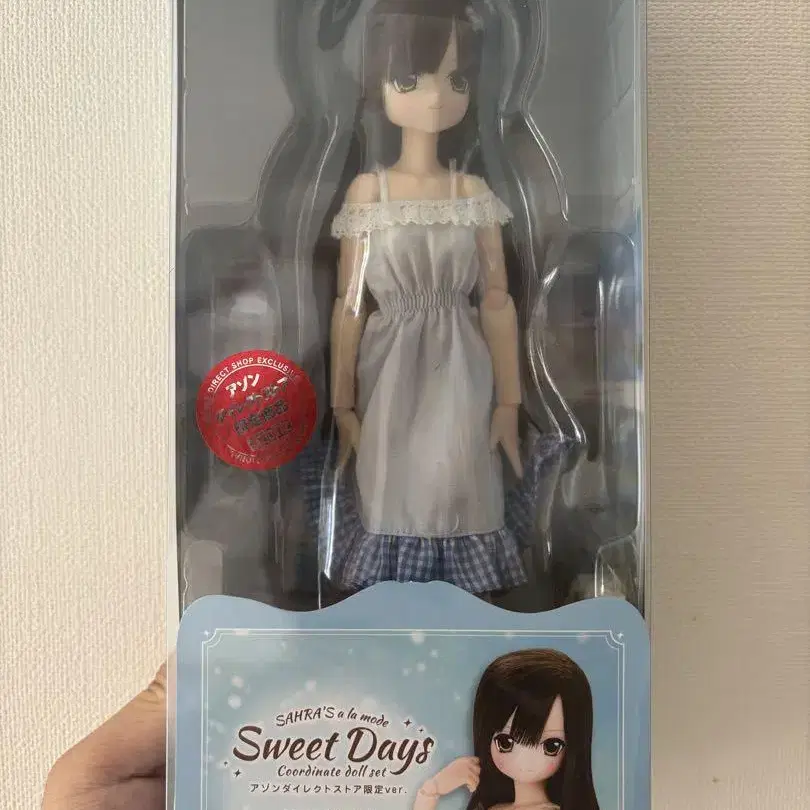 DIRECT SHOP EXCLUSIVE
アゾン
SAHRA'S a la mode
Sweet Days
Coordinate doll set
アゾンダイレクトストア限定ver.